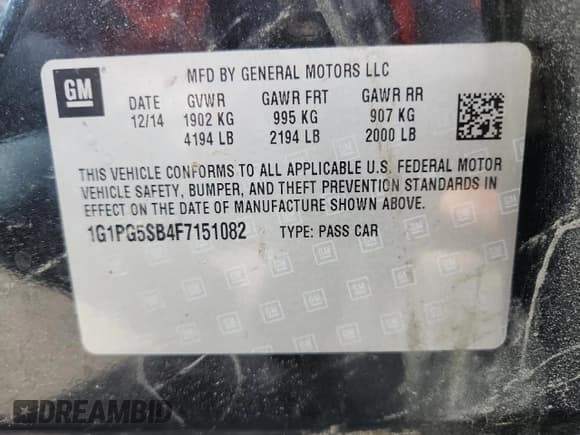 GM
MFD BY GENERAL MOTORS LLC
DATE GVWR GAWR FRT GAWR RR
12/14 1902 KG 995 KG 907 KG
4194 LB 2194 LB 2000 LB
THIS VEHICLE CONFORMS TO ALL APPLICABLE U.S. FEDERAL MOTOR
VEHICLE SAFETY, BUMPER, AND THEFT PREVENTION STANDARDS IN
EFFECT ON THE DATE OF MANUFACTURE SHOWN ABOVE.
1G1PG5SB4F7151082 TYPE: PASS CAR
DREAMBID